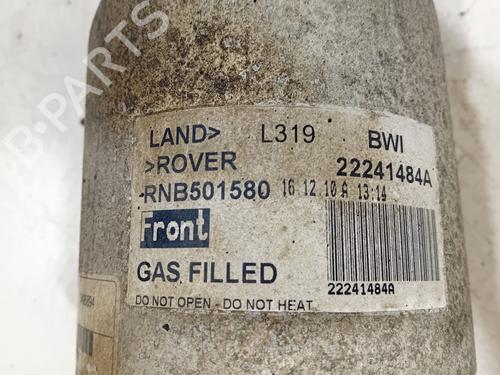 B-PARTS
LAND> L319 BWI
>ROVER 22241484A
RNB501580 16 12 10 A 13:14
Front
GAS FILLED
22241484A
DO NOT OPEN - DO NOT HEAT